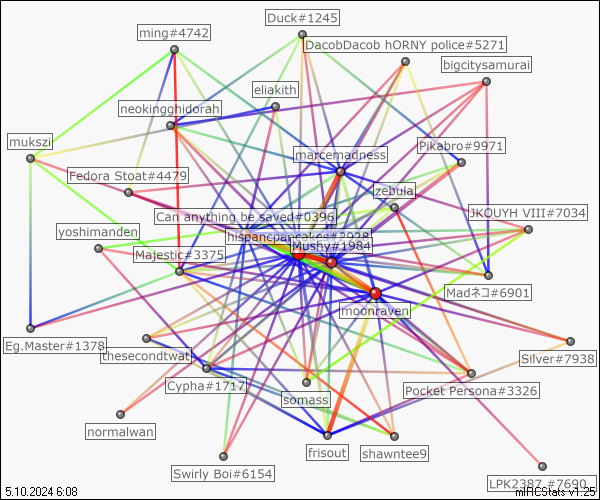 Duck#1245
ming#4742
DacobDacob hORNY police#5271
bigcitysamurai
eliakith
neokingghidorah
mukszi
Pikabro#9971
marcemadness
Fedora Stoat#4479
zebuia
Can anything be saved#0396
JKOUYH VIII#7034
yoshimanden
hispancpancakes#2928
Mushy#1984
Majestic#3375
Madネコ#6901
moonraven
Eg.Master#1378
thesecondtwat
Silver#7938
Cypha#1717
Pocket Persona#3326
somass
normalwan
frisout
shawntee9
Swirly Boi#6154
LPK2387 #7690
5.10.2024 6:08
mIRCStats v1.25